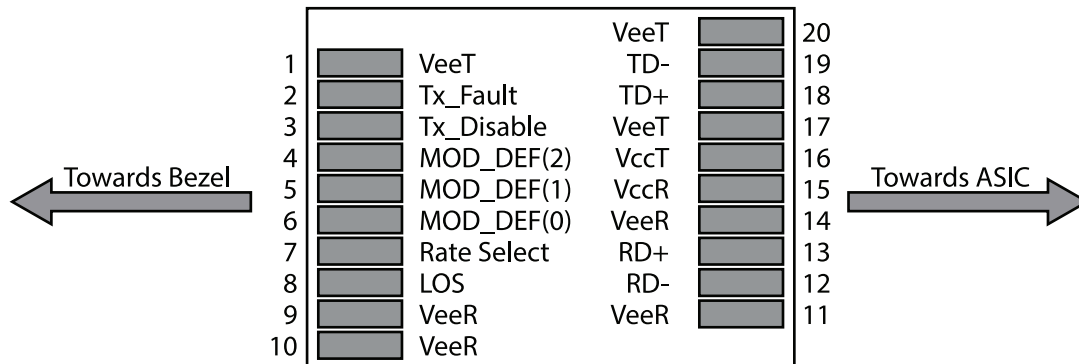 VeeT 20
1 VeeT TD- 19
2 Tx_Fault TD+ 18
3 Tx_Disable VeeT 17
4 MOD_DEF(2) VccT 16
Towards Bezel 5 MOD_DEF(1) VccR 15 Towards ASIC
6 MOD_DEF(0) VeeR 14
7 Rate Select RD+ 13
8 LOS RD- 12
9 VeeR VeeR 11
10 VeeR